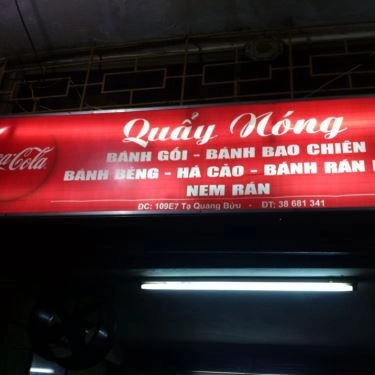 Quẩy Nóng
Coca-Cola
BÁNH GÓI - BÁNH BAO CHIÊN
BÁNH BÈNG - HÁ CẢO - BÁNH RÁN
NEM RÁN
ĐC: 109E7 Tạ Quang Bửu - ĐT: 38 681 341